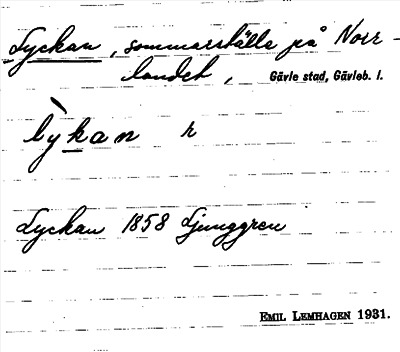 Lyckan, sommarställe på Norr-
landet, Gävle stad, Gävleb. l.
lỳkan r
Lyckan 1858 Ljunggren
EMIL LEMHAGEN 1931.